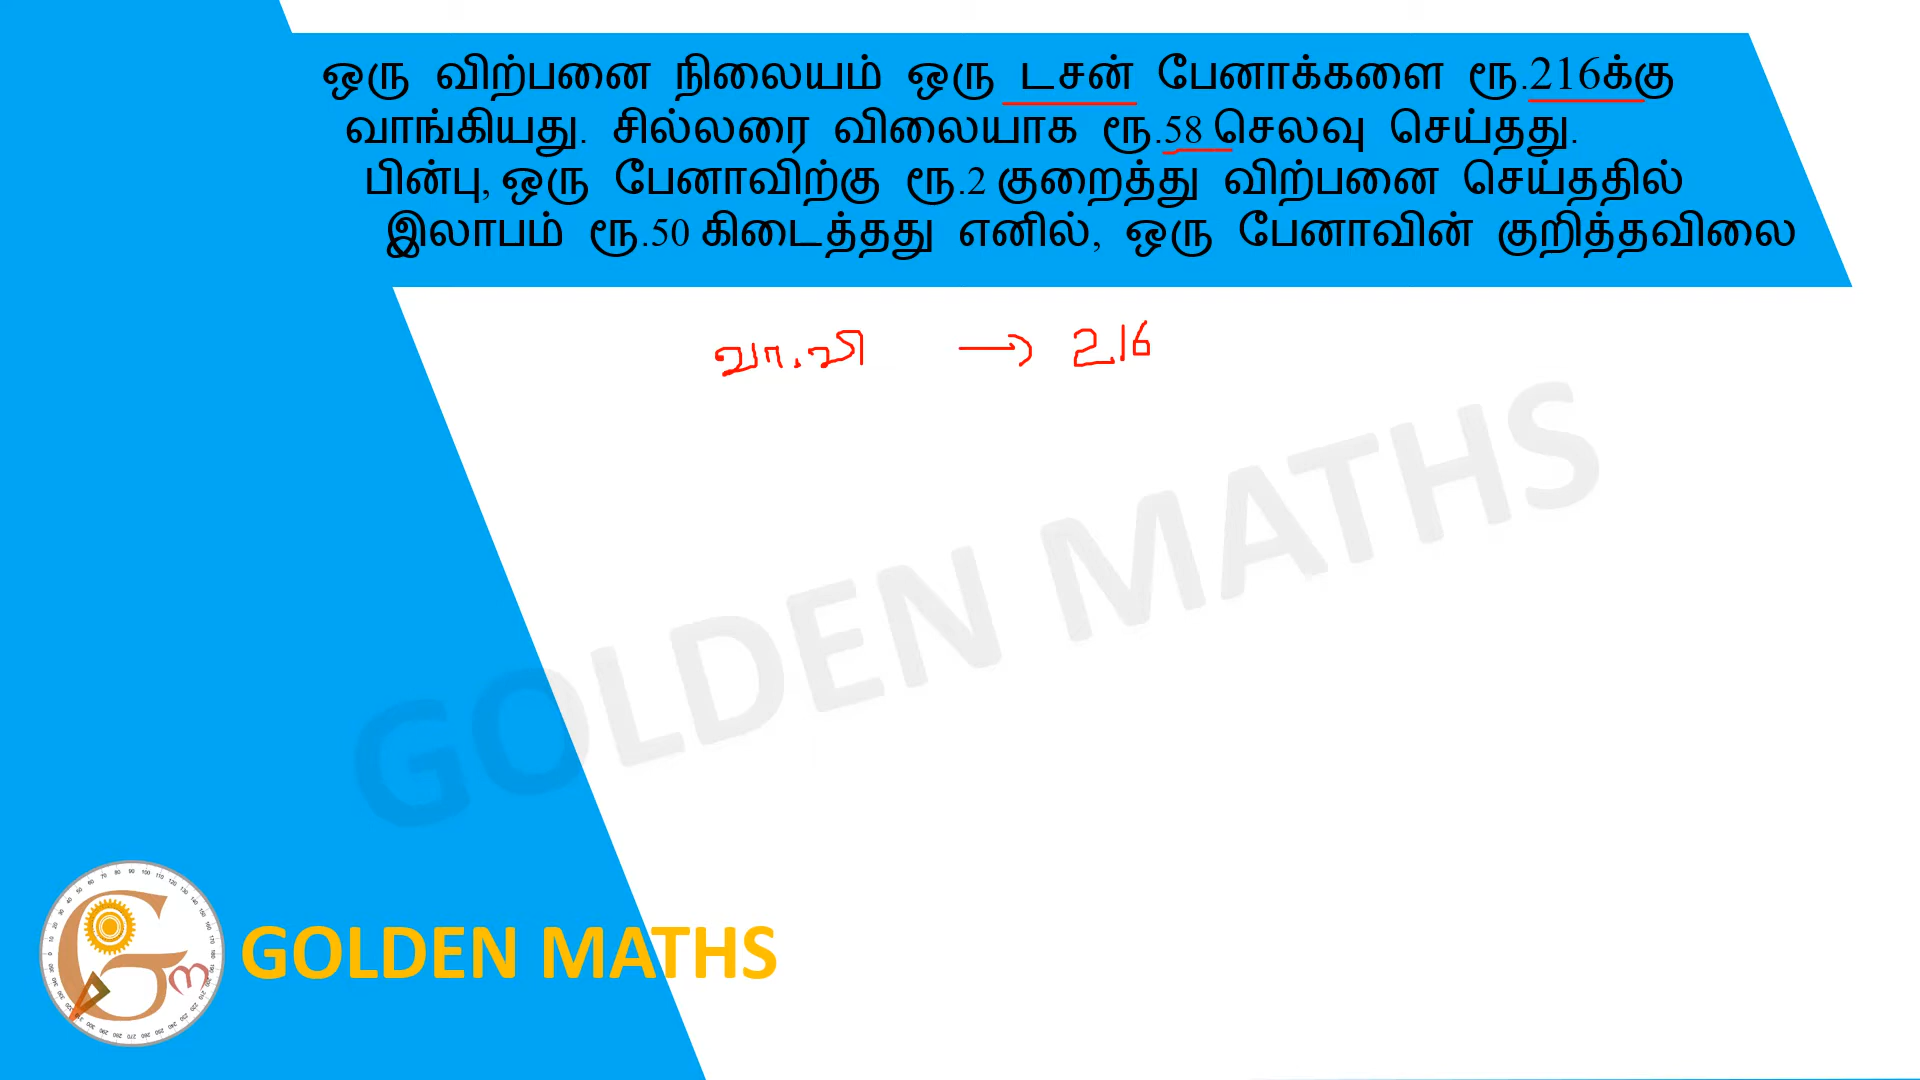 ஒரு விற்பனை நிலையம் ஒரு டசன் பேனாக்களை ரூ.216க்கு
வாங்கியது. சில்லரை விலையாக ரூ.58 செலவு செய்தது.
பின்பு, ஒரு பேனாவிற்கு ரூ.2 குறைத்து விற்பனை செய்ததில்
இலாபம் ரூ.50 கிடைத்தது எனில், ஒரு பேனாவின் குறித்தவிலை
வா.வி → 216
GOLDEN MATHS
GOLDEN MATHS